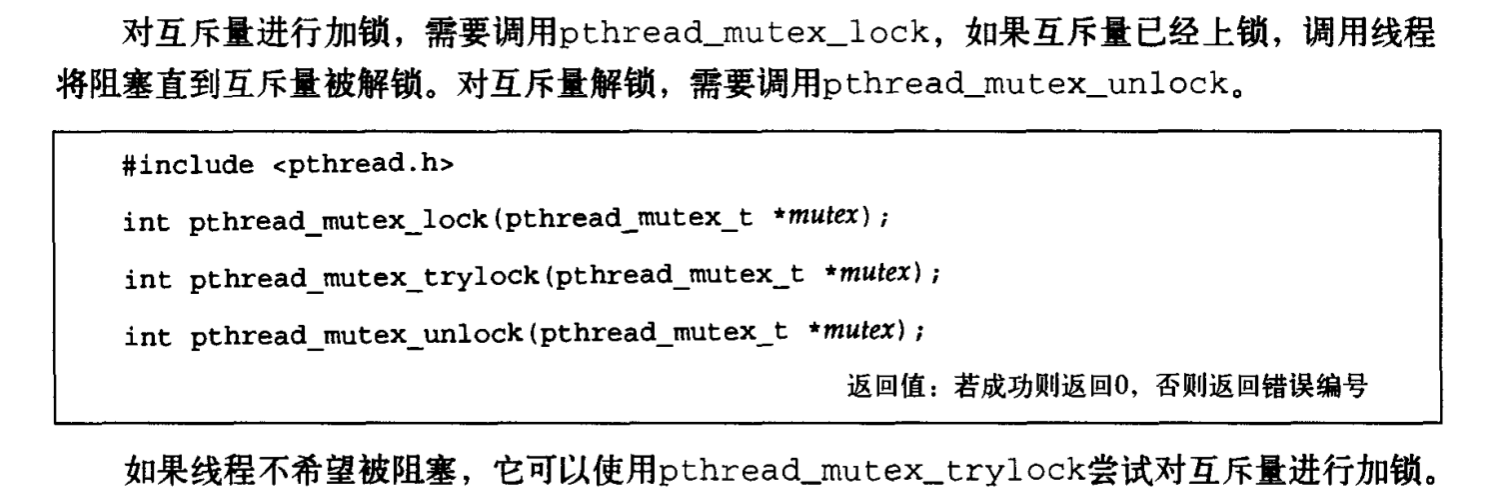 对互斥量进行加锁，需要调用pthread_mutex_lock，如果互斥量已经上锁，调用线程
将阻塞直到互斥量被解锁。对互斥量解锁，需要调用pthread_mutex_unlock。
#include <pthread.h>
int pthread_mutex_lock(pthread_mutex_t *mutex);
int pthread_mutex_trylock(pthread_mutex_t *mutex);
int pthread_mutex_unlock(pthread_mutex_t *mutex);
返回值：若成功则返回0，否则返回错误编号
如果线程不希望被阻塞，它可以使用pthread_mutex_trylock尝试对互斥量进行加锁。